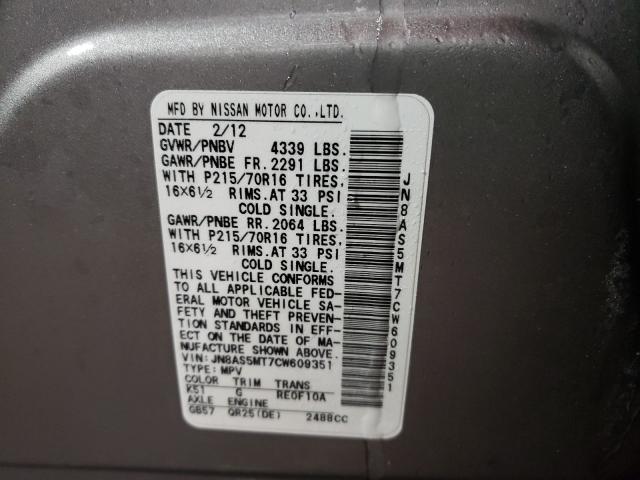 MFD BY NISSAN MOTOR CO.,LTD.
DATE 2/12
GVWR/PNBV 4339 LBS.
GAWR/PNBE FR. 2291 LBS.
WITH P215/70R16 TIRES,
16×6½ RIMS. AT 33 PSI
COLD SINGLE.
GAWR/PNBE RR. 2064 LBS.
WITH P215/70R16 TIRES,
16×6½ RIMS. AT 33 PSI
COLD SINGLE.
THIS VEHICLE CONFORMS
TO ALL APPLICABLE FED-
ERAL MOTOR VEHICLE SA-
FETY AND THEFT PREVEN-
TION STANDARDS IN EFF-
ECT ON THE DATE OF MA-
NUFACTURE SHOWN ABOVE.
VIN: JN8AS5MT7CW609351
TYPE: MPV
COLOR TRIM TRANS
K51 G RE0F10A
AXLE ENGINE
GB57 QR25(DE) 2488CC
JN8AS5MT7CW609351